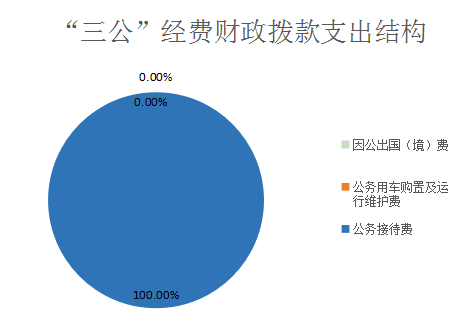 “三公”经费财政拨款支出结构
0.00%
0.00%
100.00%
因公出国（境）费
公务用车购置及运
行维护费
公务接待费